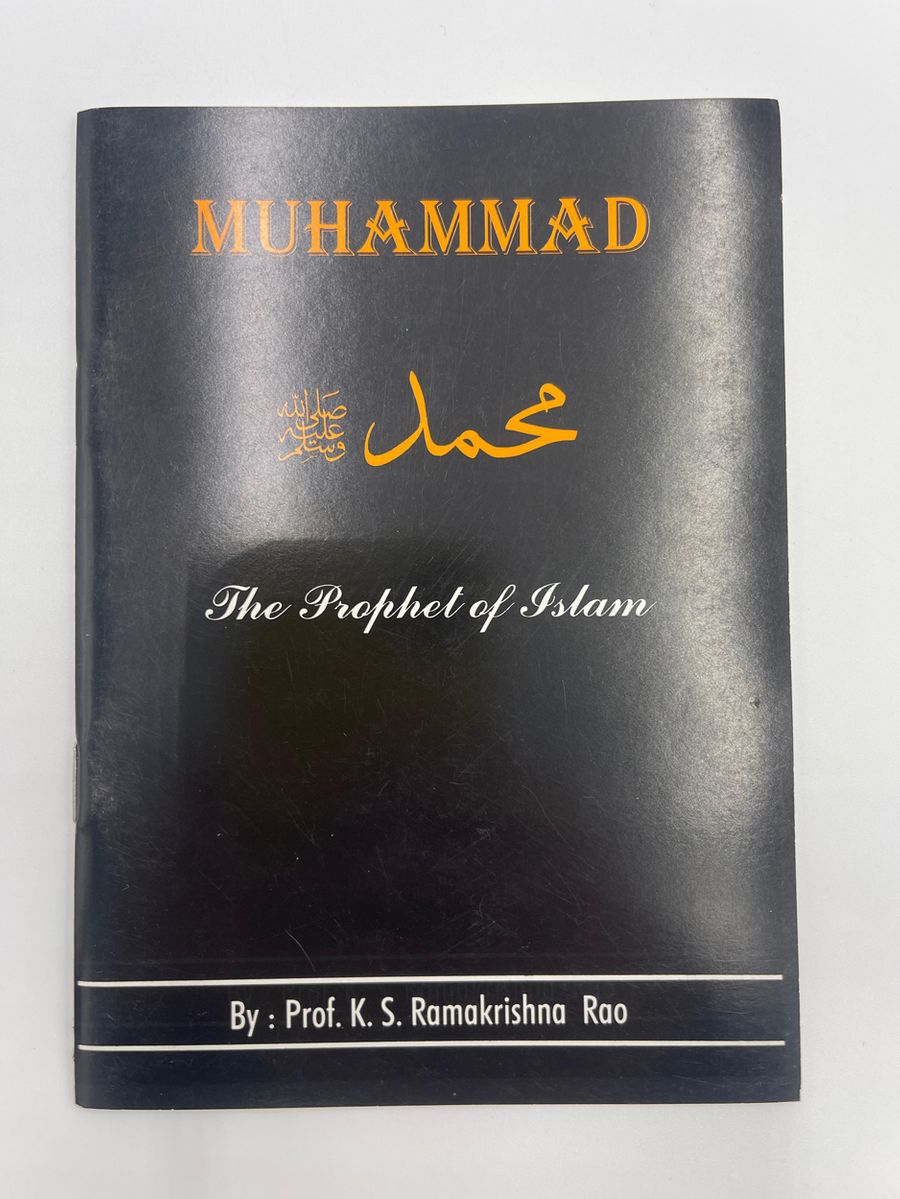 MUHAMMAD
محمد
صلى الله
عليه
وسلم
The Prophet of Islam
By : Prof. K. S. Ramakrishna Rao